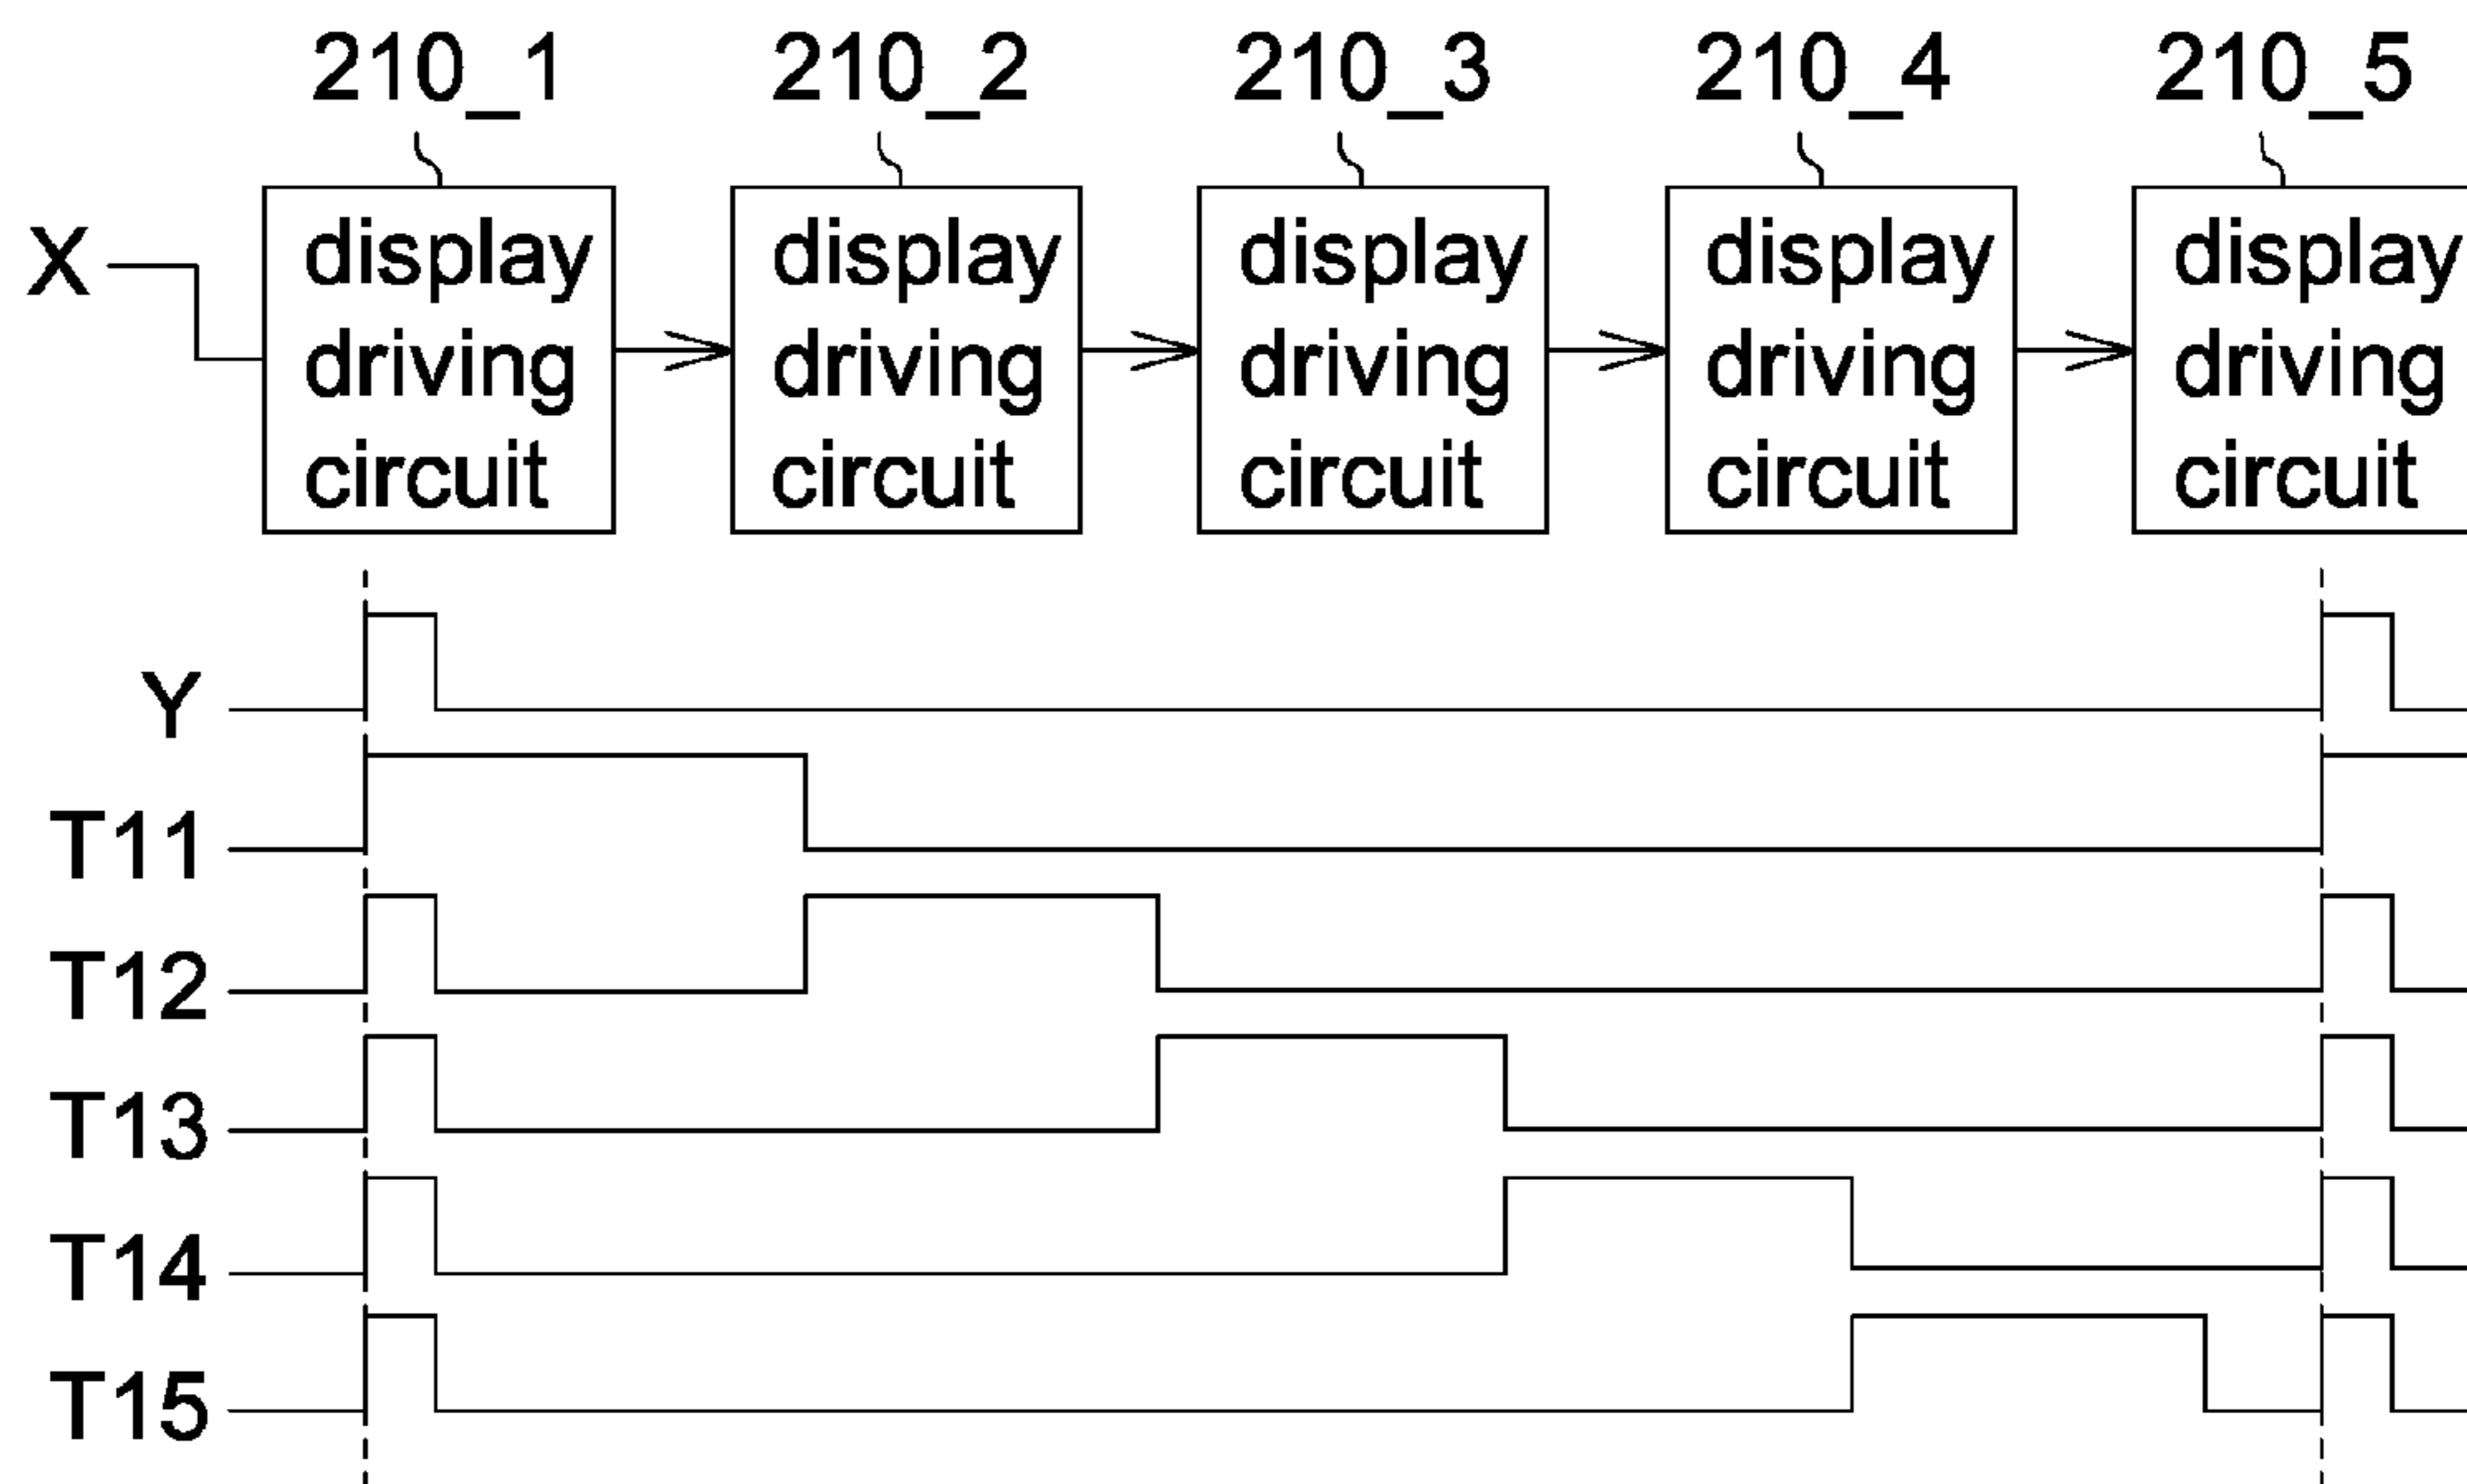 210_1 210_2 210_3 210_4 210_5
X
display display display display display
driving driving driving driving driving
circuit circuit circuit circuit circuit
Y
T11
T12
T13
T14
T15